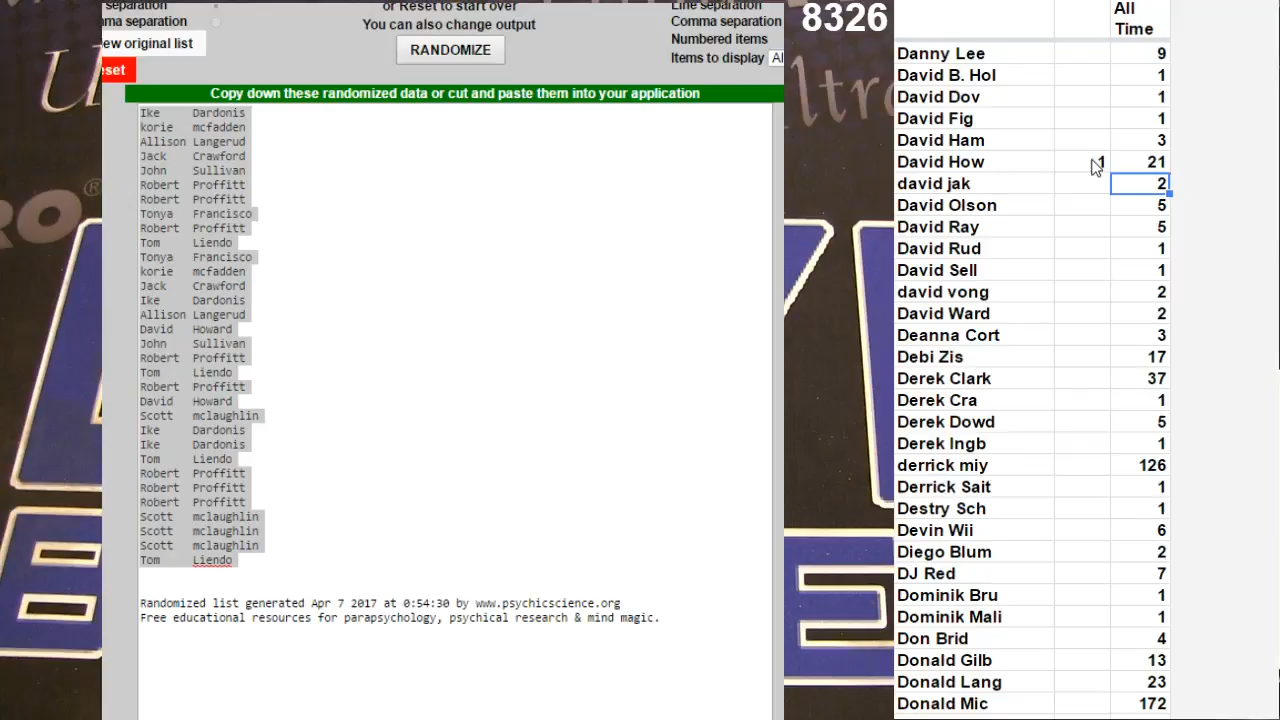 separation
mma separation
ew original list
set
or Reset to start over
You can also change output
RANDOMIZE
Line separation
Comma separation
Numbered items
Items to display
Copy down these randomized data or cut and paste them into your application
Ike Dardonis
korie mcfadden
Allison Langerud
Jack Crawford
John Sullivan
Robert Proffitt
Robert Proffitt
Tonya Francisco
Robert Proffitt
Tom Liendo
Tonya Francisco
korie mcfadden
Jack Crawford
Ike Dardonis
Allison Langerud
David Howard
John Sullivan
Robert Proffitt
Tom Liendo
Robert Proffitt
David Howard
Scott mclaughlin
Ike Dardonis
Ike Dardonis
Tom Liendo
Robert Proffitt
Robert Proffitt
Robert Proffitt
Scott mclaughlin
Scott mclaughlin
Scott mclaughlin
Tom Liendo
Randomized list generated Apr 7 2017 at 0:54:30 by www.psychicscience.org
Free educational resources for parapsychology, psychical research & mind magic.
8326
All
Time
Danny Lee 9
David B. Hol 1
David Dov 1
David Fig 1
David Ham 3
David How 1 21
david jak 2
David Olson 5
David Ray 5
David Rud 1
David Sell 1
david vong 2
David Ward 2
Deanna Cort 3
Debi Zis 17
Derek Clark 37
Derek Cra 1
Derek Dowd 5
Derek Ingb 1
derrick miy 126
Derrick Sait 1
Destry Sch 1
Devin Wii 6
Diego Blum 2
DJ Red 7
Dominik Bru 1
Dominik Mali 1
Don Brid 4
Donald Gilb 13
Donald Lang 23
Donald Mic 172